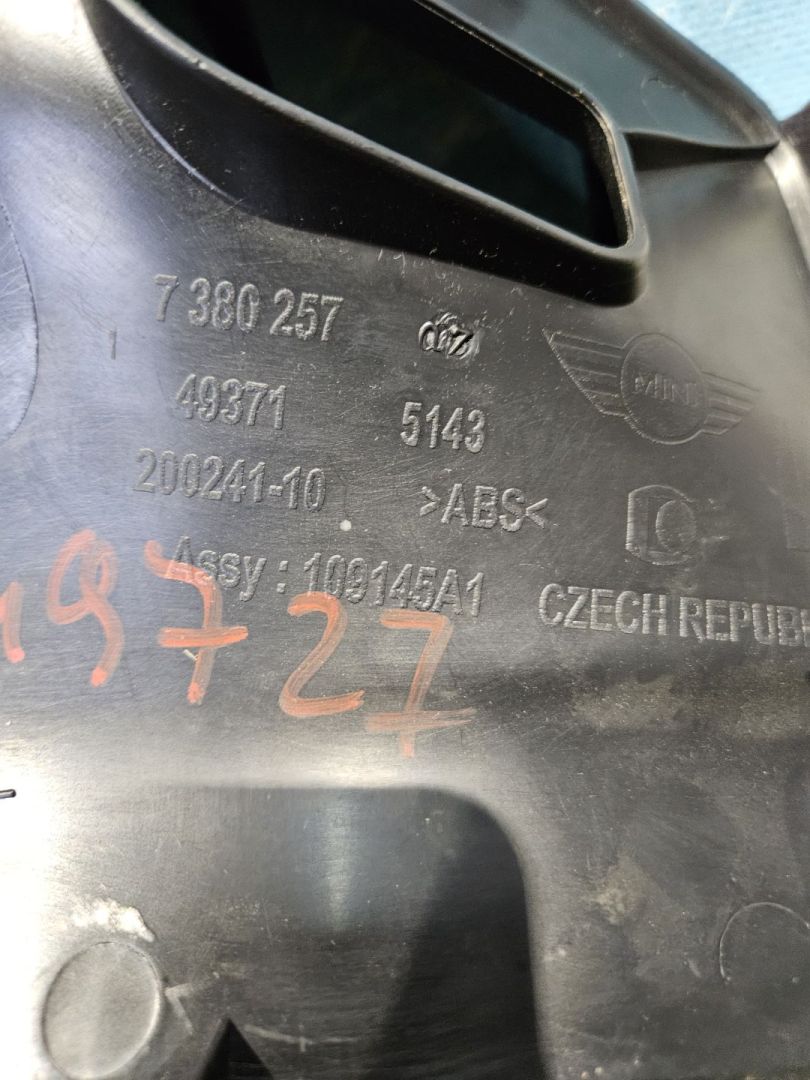 7 380 257
MINI
49371
5143
200241-10
>ABS<
Assy : 109145A1
CZECH REPUB
19727